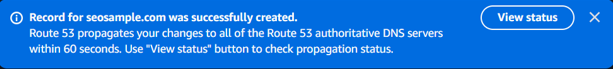 Record for seosample.com was successfully created.
View status
Route 53 propagates your changes to all of the Route 53 authoritative DNS servers
within 60 seconds. Use "View status" button to check propagation status.